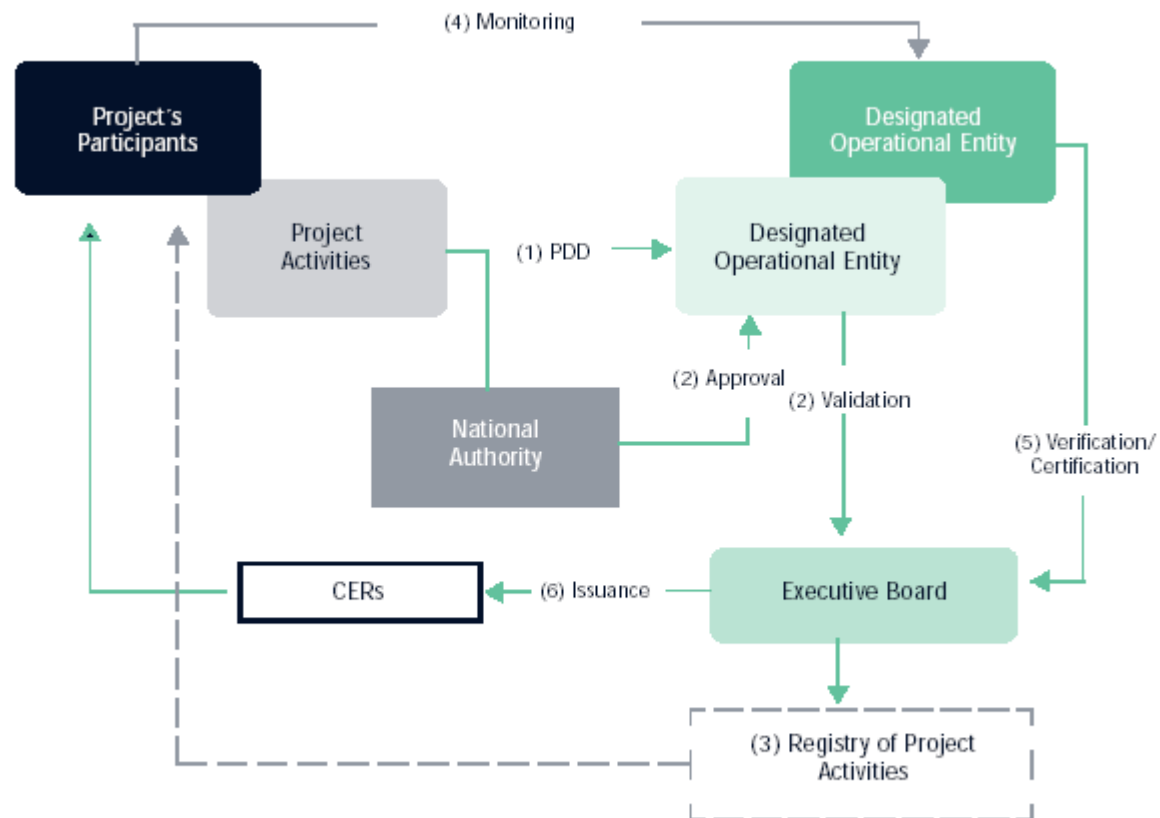 (4) Monitoring
Project´s
Participants
Designated
Operational Entity
Project
Activities
(1) PDD
Designated
Operational Entity
(2) Approval
(2) Validation
National
Authority
(5) Verification/
Certification
CERs
(6) Issuance
Executive Board
(3) Registry of Project
Activities